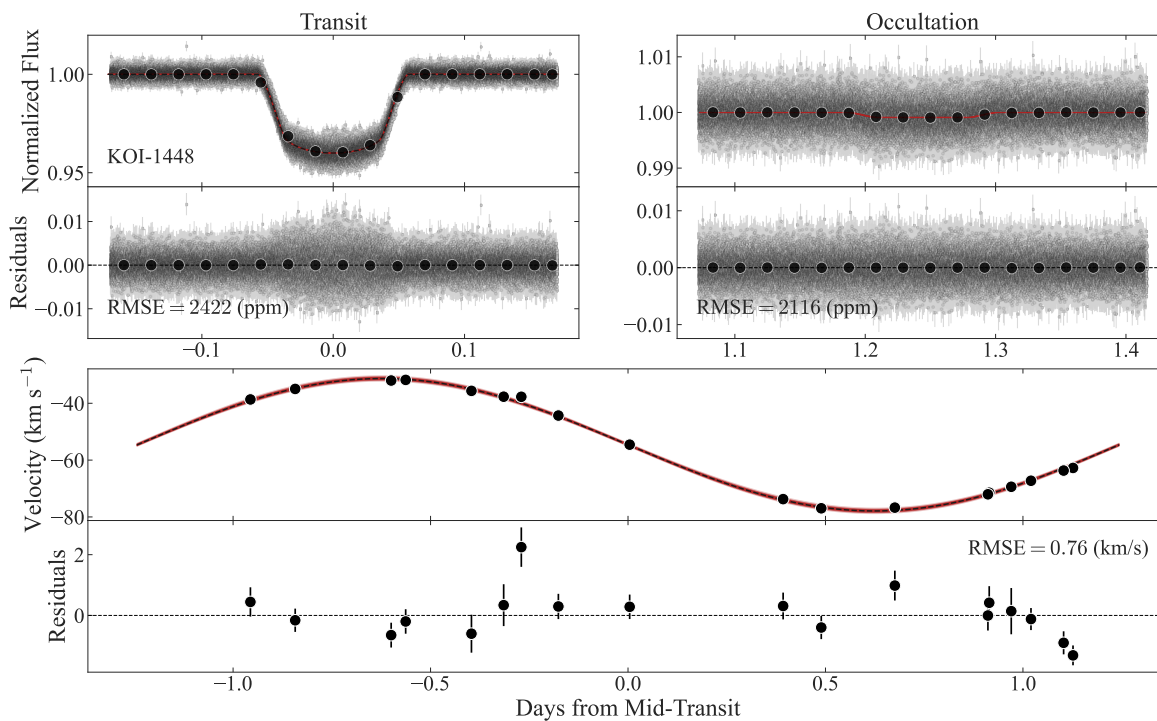 Transit
Occultation
Normalized Flux
1.00
0.95
KOI-1448
1.01
1.00
0.99
Residuals
0.01
0.00
−0.01
RMSE = 2422 (ppm)
0.01
0.00
−0.01
RMSE = 2116 (ppm)
−0.1
0.0
0.1
1.1
1.2
1.3
1.4
Velocity (km s⁻¹)
−40
−60
−80
Residuals
2
0
RMSE = 0.76 (km/s)
−1.0
−0.5
0.0
0.5
1.0
Days from Mid-Transit